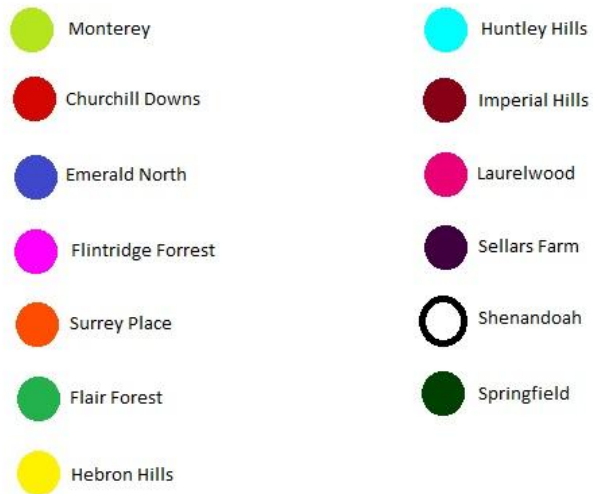 Monterey
Churchill Downs
Emerald North
Flintridge Forrest
Surrey Place
Flair Forest
Hebron Hills
Huntley Hills
Imperial Hills
Laurelwood
Sellars Farm
Shenandoah
Springfield